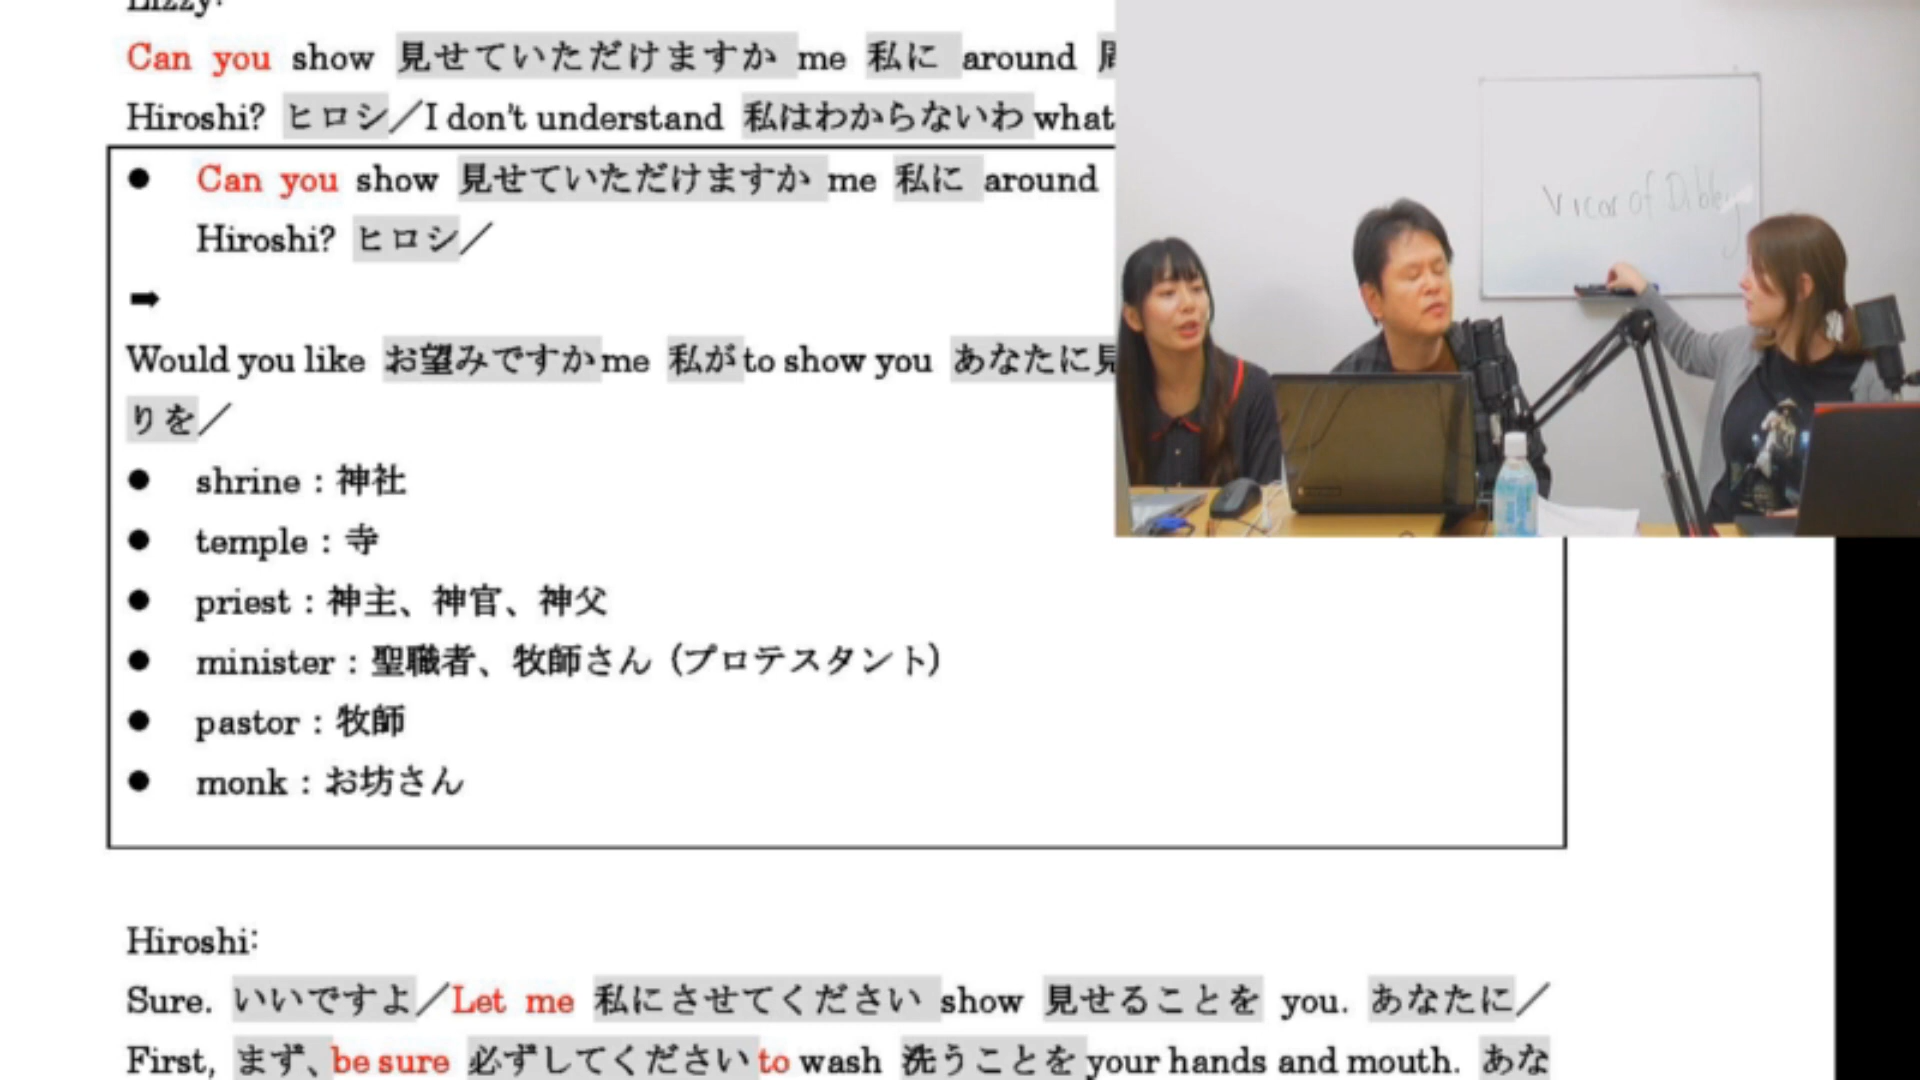 Lizzy:
Can you show 見せていただけますか me 私に around
Hiroshi? ヒロシ／I don't understand 私はわからないわ what
● Can you show 見せていただけますか me 私に around
Hiroshi? ヒロシ／
➡
Would you like お望みですか me 私が to show you あなたに見
りを／
● shrine：神社
● temple：寺
● priest：神主、神官、神父
● minister：聖職者、牧師さん（プロテスタント）
● pastor：牧師
● monk：お坊さん
Hiroshi:
Sure. いいですよ／Let me 私にさせてください show 見せることを you. あなたに／
First, まず、be sure 必ずしてください to wash 洗うことを your hands and mouth. あな
Vicar of Dibley